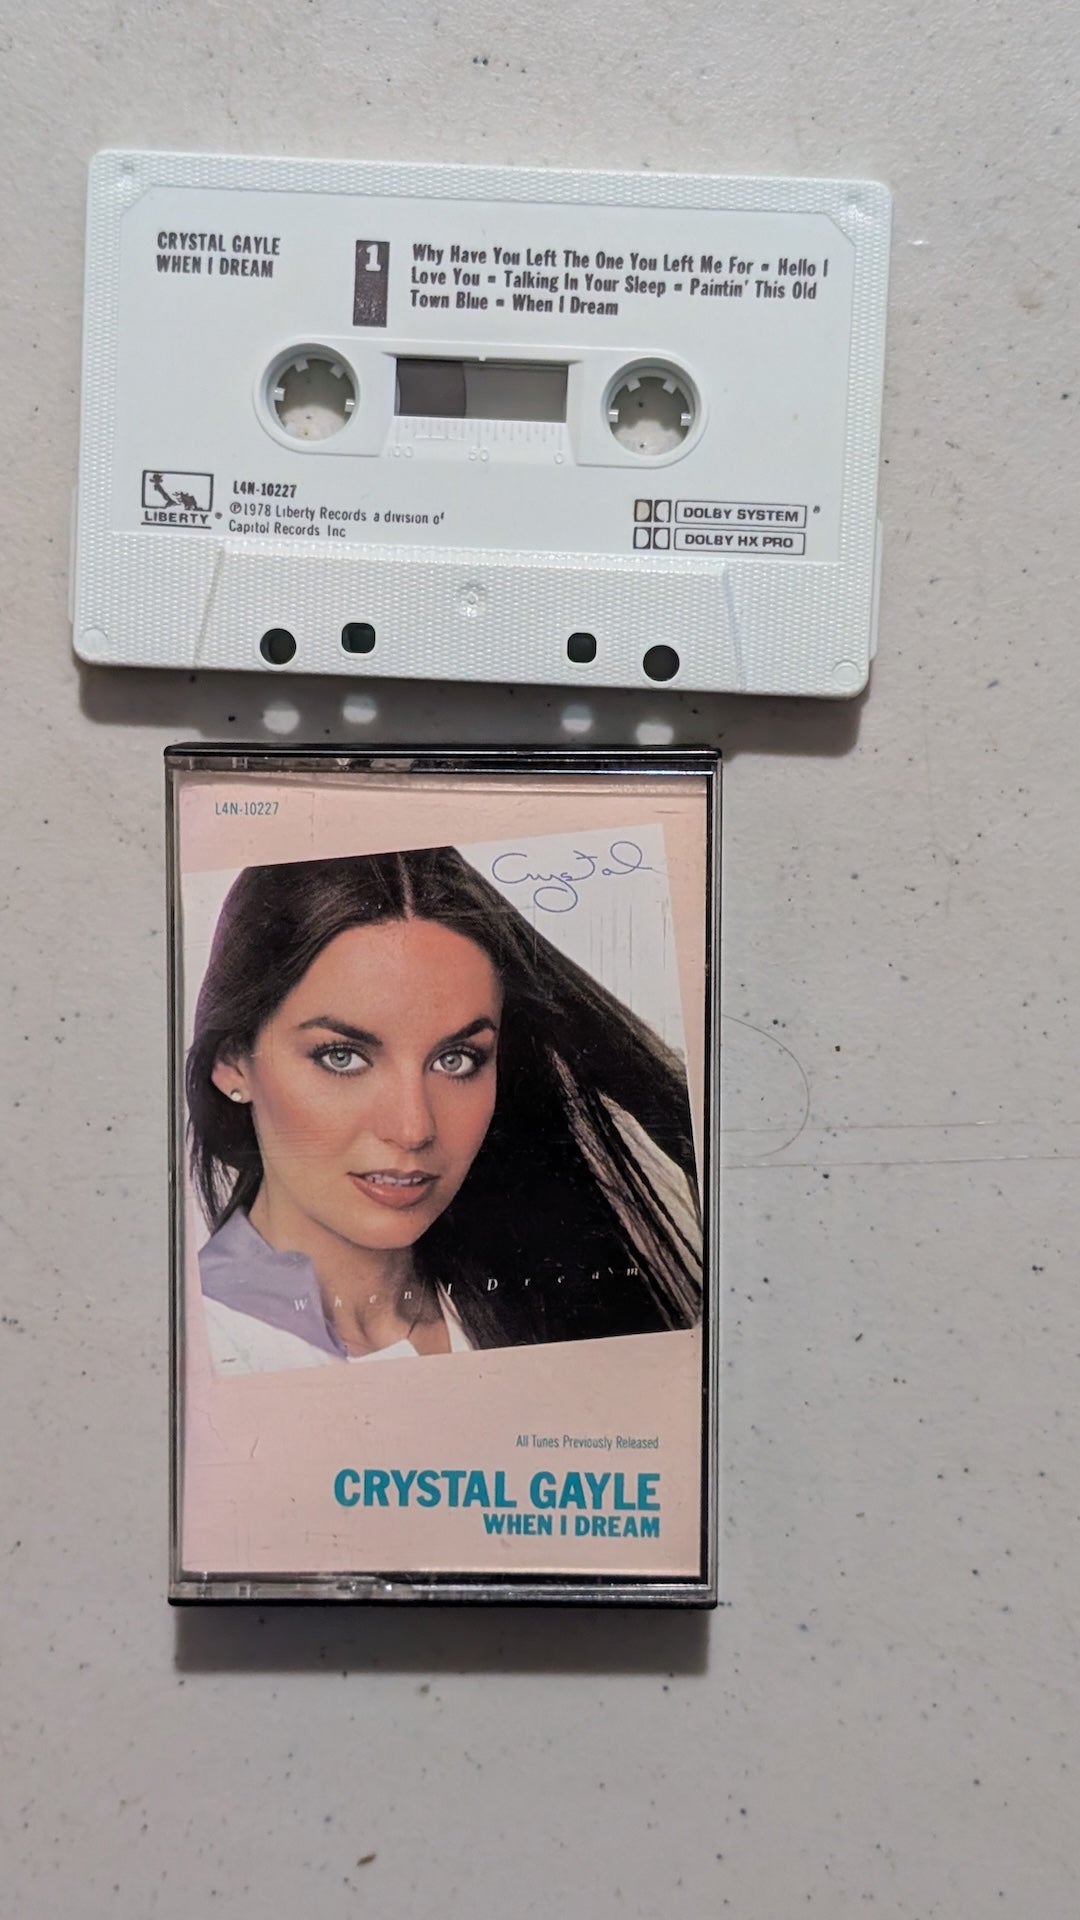 CRYSTAL GAYLE
WHEN I DREAM
1
Why Have You Left The One You Left Me For = Hello I
Love You = Talking In Your Sleep = Paintin' This Old
Town Blue = When I Dream
100 50 0
LIBERTY ®
L4N-10227
℗1978 Liberty Records a division of
Capitol Records Inc
DOLBY SYSTEM ®
DOLBY HX PRO
L4N-10227
Crystal
When I Dream
All Tunes Previously Released
CRYSTAL GAYLE
WHEN I DREAM